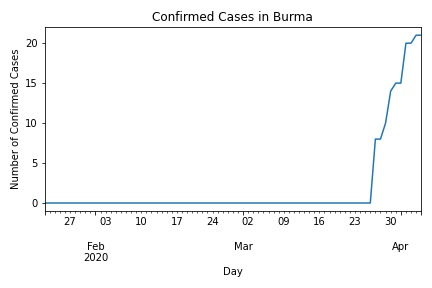 Confirmed Cases in Burma
Number of Confirmed Cases
20
15
10
5
0
27 03 10 17 24 02 09 16 23 30
Feb Mar Apr
2020
Day